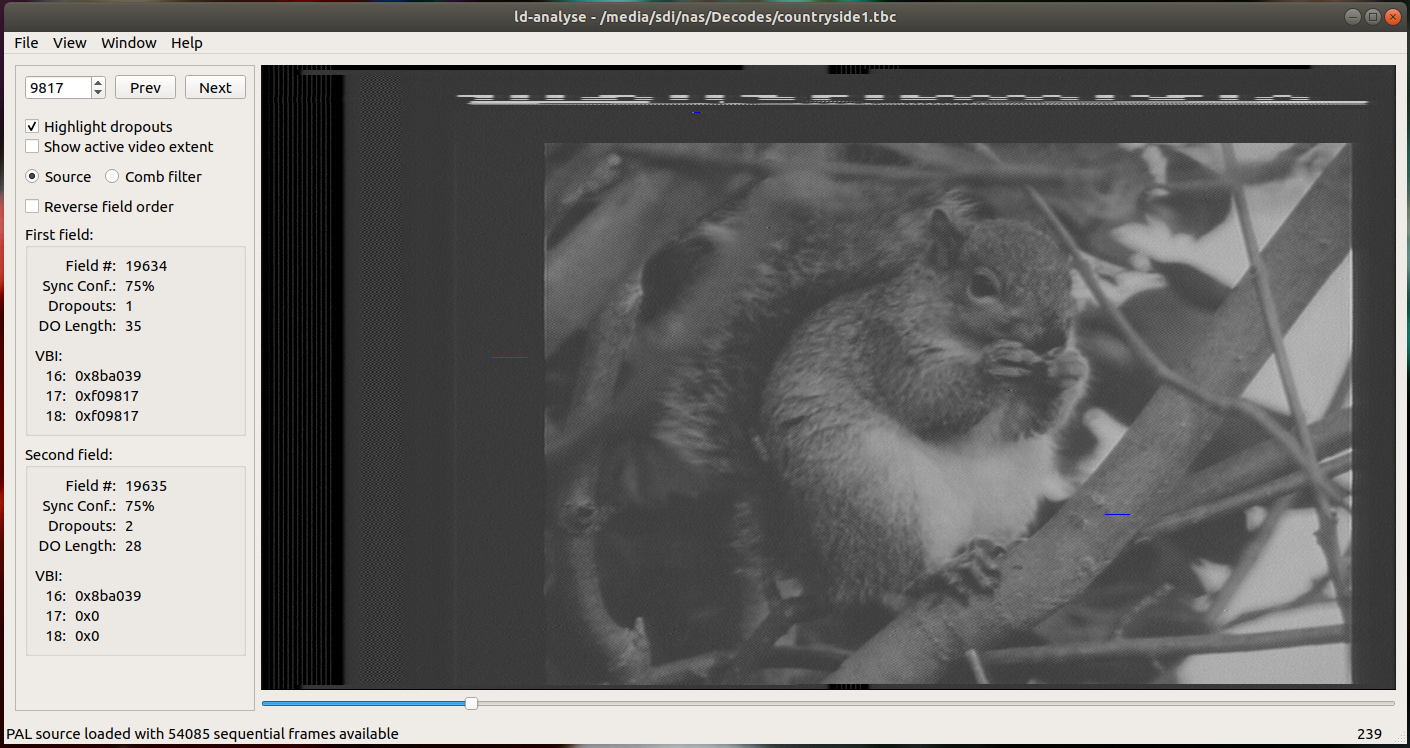 ld-analyse - /media/sdi/nas/Decodes/countryside1.tbc
File View Window Help
9817 Prev Next
Highlight dropouts
Show active video extent
Source Comb filter
Reverse field order
First field:
Field #: 19634
Sync Conf.: 75%
Dropouts: 1
DO Length: 35
VBI:
16: 0x8ba039
17: 0xf09817
18: 0xf09817
Second field:
Field #: 19635
Sync Conf.: 75%
Dropouts: 2
DO Length: 28
VBI:
16: 0x8ba039
17: 0x0
18: 0x0
PAL source loaded with 54085 sequential frames available
239